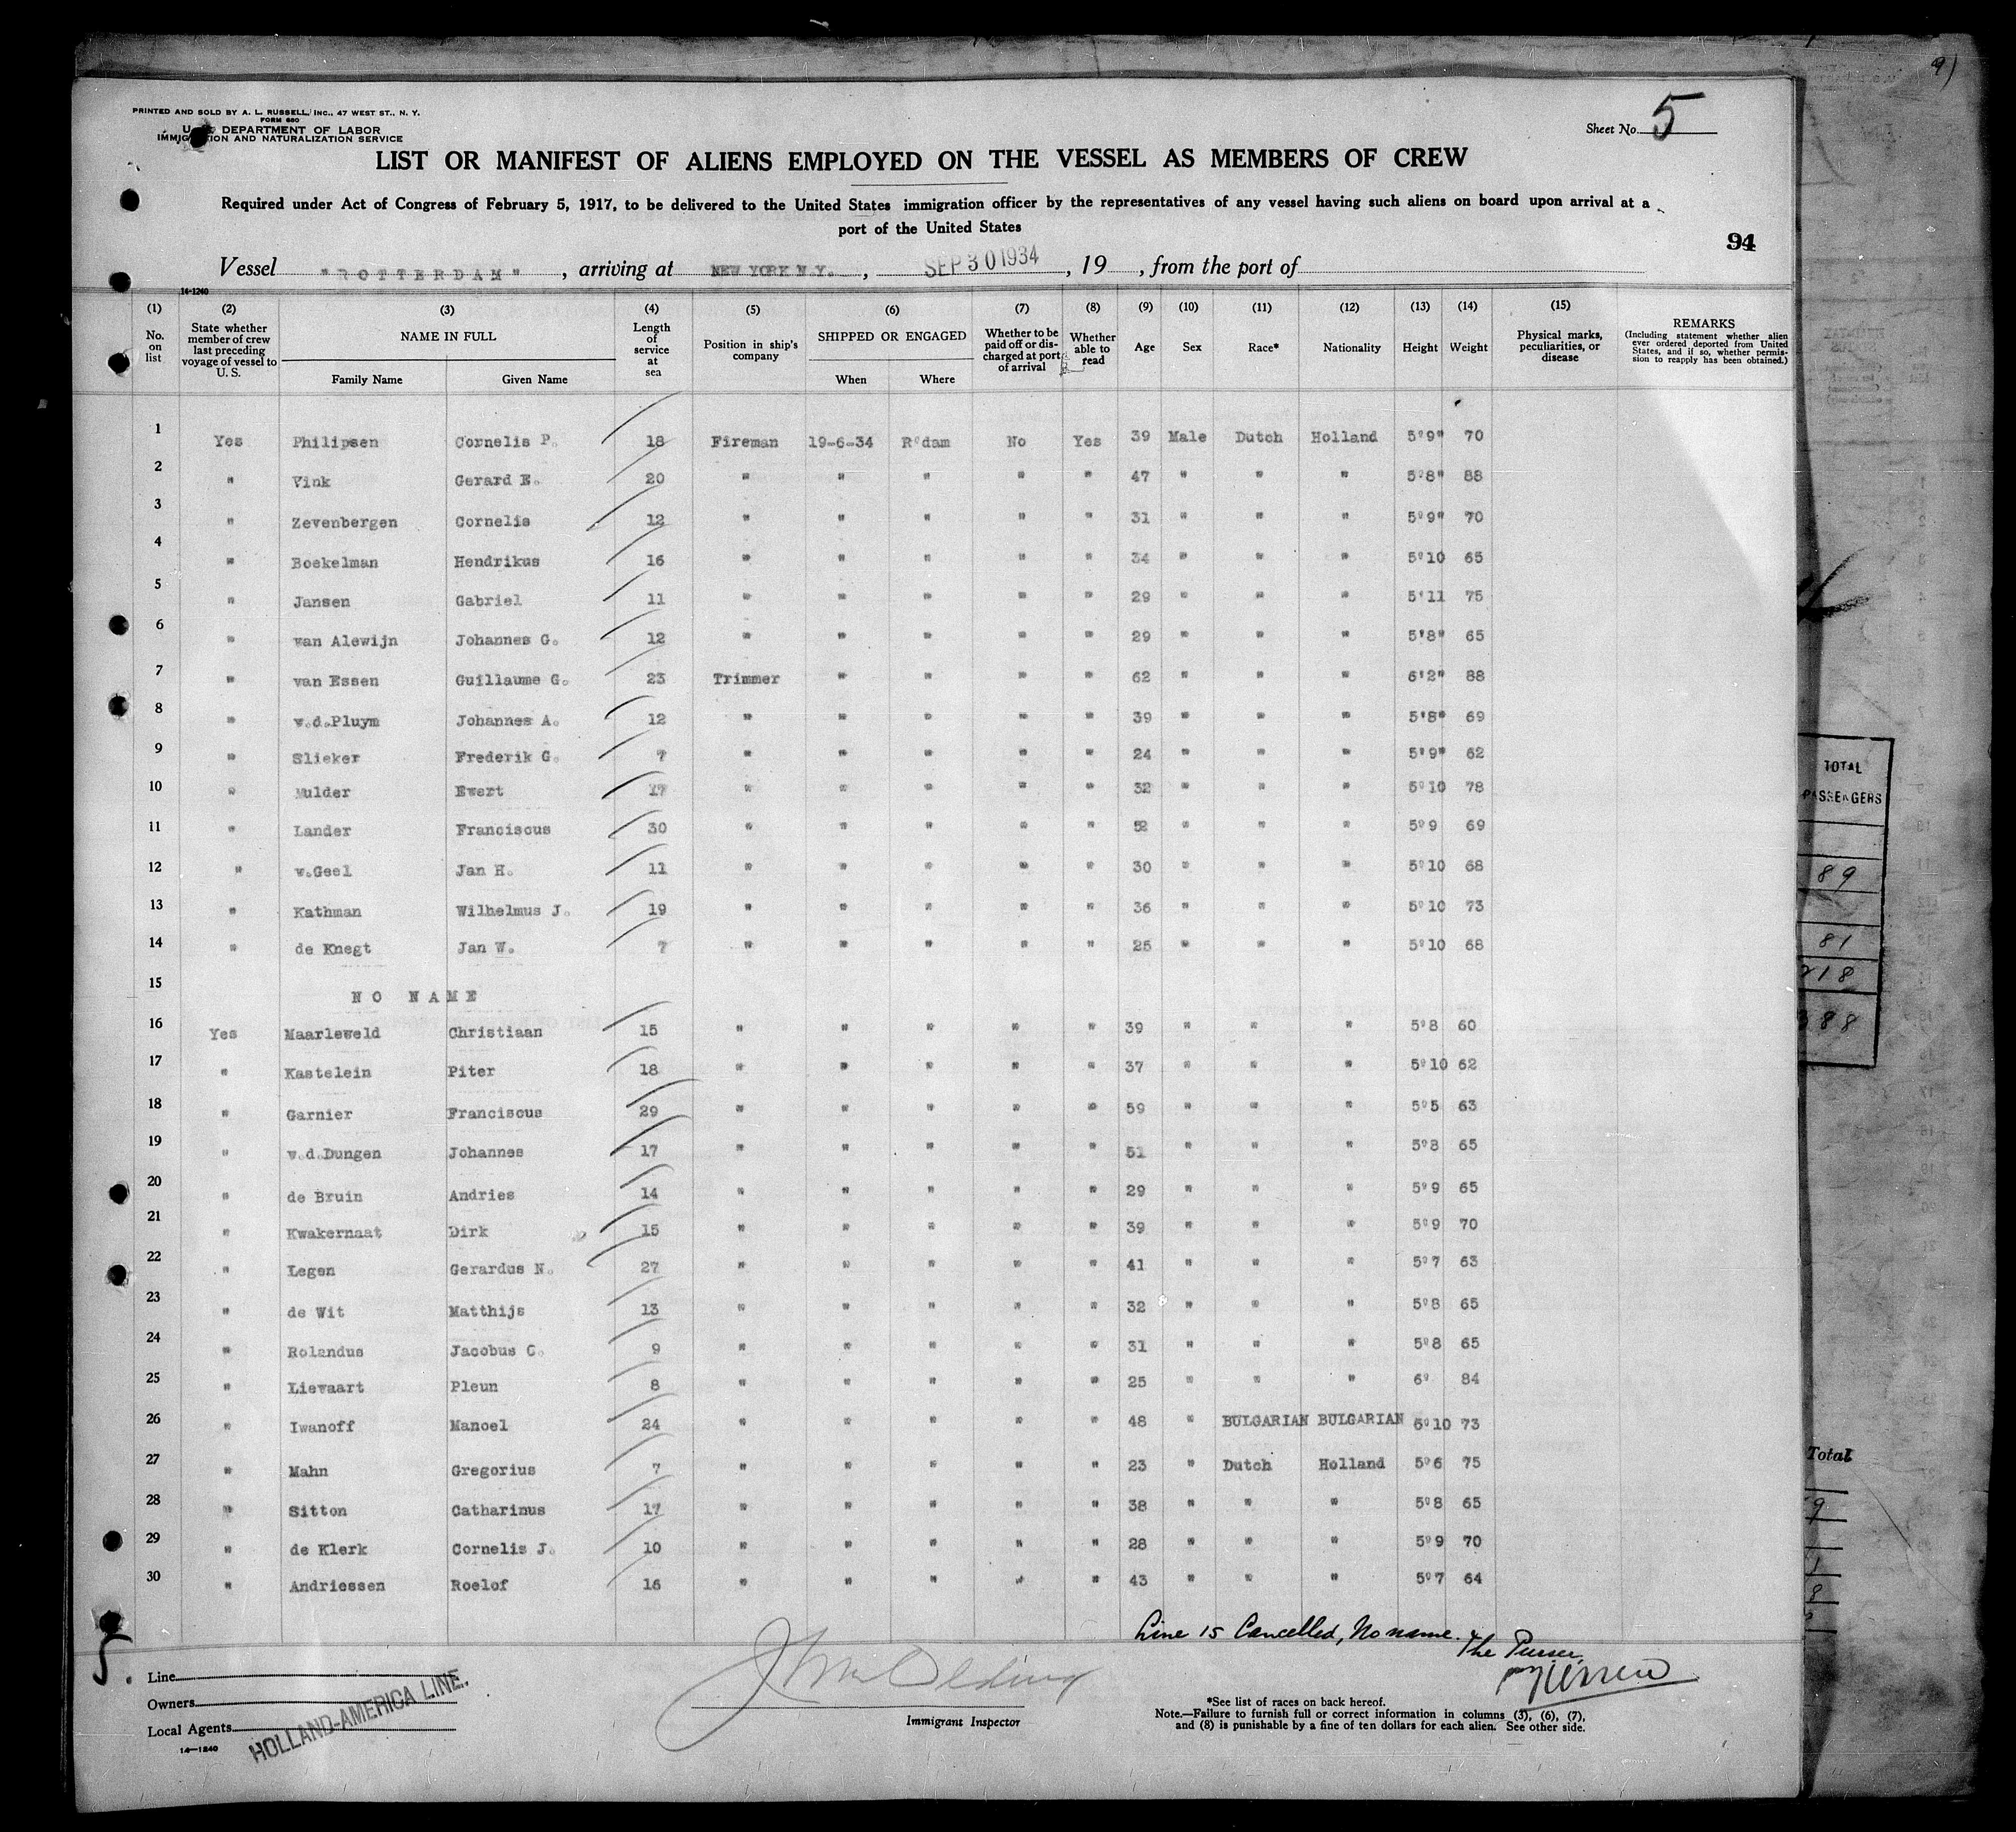 PRINTED AND SOLD BY A. L. RUSSELL, INC., 47 WEST ST., N. Y.
FORM 680
U. S. DEPARTMENT OF LABOR
IMMIGRATION AND NATURALIZATION SERVICE
Sheet No. 5
LIST OR MANIFEST OF ALIENS EMPLOYED ON THE VESSEL AS MEMBERS OF CREW
Required under Act of Congress of February 5, 1917, to be delivered to the United States immigration officer by the representatives of any vessel having such aliens on board upon arrival at a
port of the United States
94
Vessel "ROTTERDAM", arriving at NEW YORK N.Y., SEP 30 1934, 19 , from the port of
14-1240
(1) (2) (3) (4) (5) (6) (7) (8) (9) (10) (11) (12) (13) (14) (15)
No. on list
State whether member of crew last preceding voyage of vessel to U. S.
NAME IN FULL
Family Name Given Name
Length of service at sea
Position in ship's company
SHIPPED OR ENGAGED
When Where
Whether to be paid off or discharged at port of arrival
Whether able to read
Age Sex Race* Nationality Height Weight
Physical marks, peculiarities, or disease
REMARKS
(Including statement whether alien ever ordered deported from United States, and if so, whether permission to reapply has been obtained.)
1 Yes Philipsen Cornelis P. 18 Fireman 19-6-34 R'dam No Yes 39 Male Dutch Holland 5'9" 70
2 " Vink Gerard E. 20 " " " " " 47 " " " 5'8" 88
3 " Zevenbergen Cornelis 12 " " " " " 31 " " " 5'9" 70
4 " Boekelman Hendrikus 16 " " " " " 34 " " " 5'10 65
5 " Jansen Gabriel 11 " " " " " 29 " " " 5'11 75
6 " van Alewijn Johannes G. 12 " " " " " 29 " " " 5'8" 65
7 " van Essen Guillaume G. 23 Trimmer " " " " 62 " " " 6'2" 88
8 " v.d.Pluym Johannes A. 12 " " " " " 39 " " " 5'8" 69
9 " Slieker Frederik G. 7 " " " " " 24 " " " 5'9" 62
10 " Mulder Ewert 17 " " " " " 32 " " " 5'10 78
11 " Lander Franciscus 30 " " " " " 52 " " " 5'9 69
12 " v.Geel Jan H. 11 " " " " " 30 " " " 5'10 68
13 " Kathman Wilhelmus J. 19 " " " " " 36 " " " 5'10 73
14 " de Knegt Jan W. 7 " " " " " 25 " " " 5'10 68
15 NO NAME
16 Yes Maarleveld Christiaan 15 " " " " " 39 " " " 5'8 60
17 " Kastelein Piter 18 " " " " " 37 " " " 5'10 62
18 " Garnier Franciscus 29 " " " " " 59 " " " 5'5 63
19 " v.d.Dungen Johannes 17 " " " " " 51 " " " 5'8 65
20 " de Bruin Andries 14 " " " " " 29 " " " 5'9 65
21 " Kwakernaat Dirk 15 " " " " " 39 " " " 5'9 70
22 " Legen Gerardus N. 27 " " " " " 41 " " " 5'7 63
23 " de Wit Matthijs 13 " " " " " 32 " " " 5'8 65
24 " Rolandus Jacobus C. 9 " " " " " 31 " " " 5'8 65
25 " Lievaart Pleun 8 " " " " " 25 " " " 6' 84
26 " Iwanoff Manoel 24 " " " " " 48 " BULGARIAN BULGARIAN 5'10 73
27 " Mahn Gregorius 7 " " " " " 23 " Dutch Holland 5'6 75
28 " Sitton Catharinus 17 " " " " " 38 " " " 5'8 65
29 " de Klerk Cornelis J. 10 " " " " " 28 " " " 5'9 70
30 " Andriessen Roelof 16 " " " " " 43 " " " 5'7 64
Line 15 Cancelled, No name.
The Purser,
5.
Line
Owners
Local Agents
HOLLAND-AMERICA LINE.
14-1240
Immigrant Inspector
*See list of races on back hereof.
Note.—Failure to furnish full or correct information in columns (3), (6), (7),
and (8) is punishable by a fine of ten dollars for each alien. See other side.
TOTAL
PASSENGERS
89
81
218
388
Total